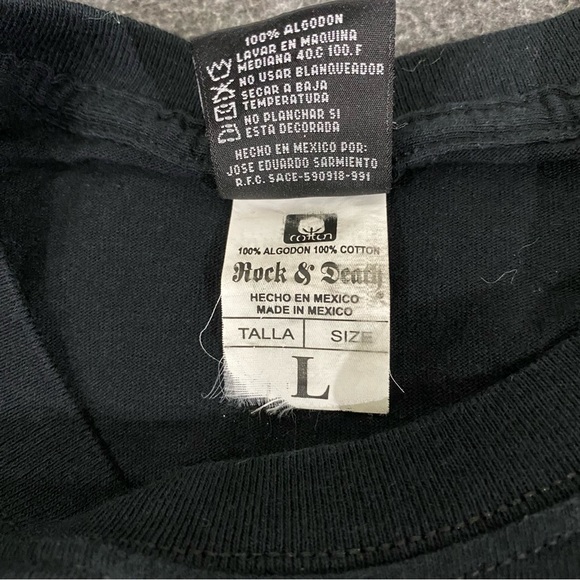 100% ALGODON
LAVAR EN MAQUINA
MEDIANA 40.C 100.F
NO USAR BLANQUEADOR
SECAR A BAJA
TEMPERATURA
NO PLANCHAR SI
ESTA DECORADA
HECHO EN MEXICO POR:
JOSE EDUARDO SARMIENTO
R.F.C. SACE-590918-991
cotton
100% ALGODON 100% COTTON
Rock & Death
HECHO EN MEXICO
MADE IN MEXICO
TALLA SIZE
L